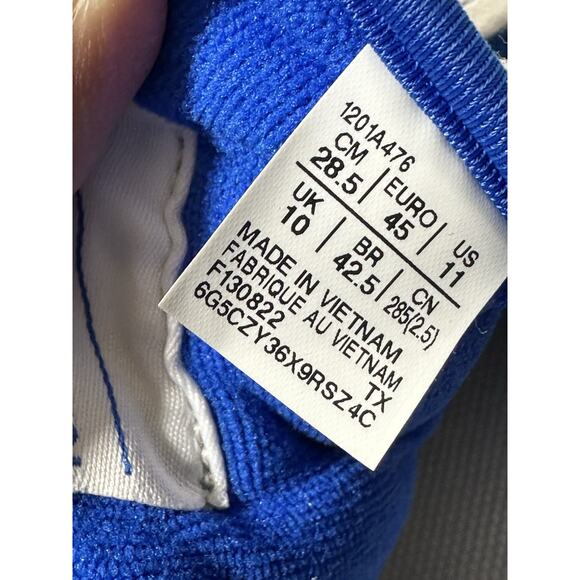 1201A476
CM | EURO | US
28.5 | 45 | 11
UK | BR | CN
10 | 42.5 | 285(2.5)
MADE IN VIETNAM
FABRIQUE AU VIETNAM
F130822 TX
6G5CZY36X9RSZ4C